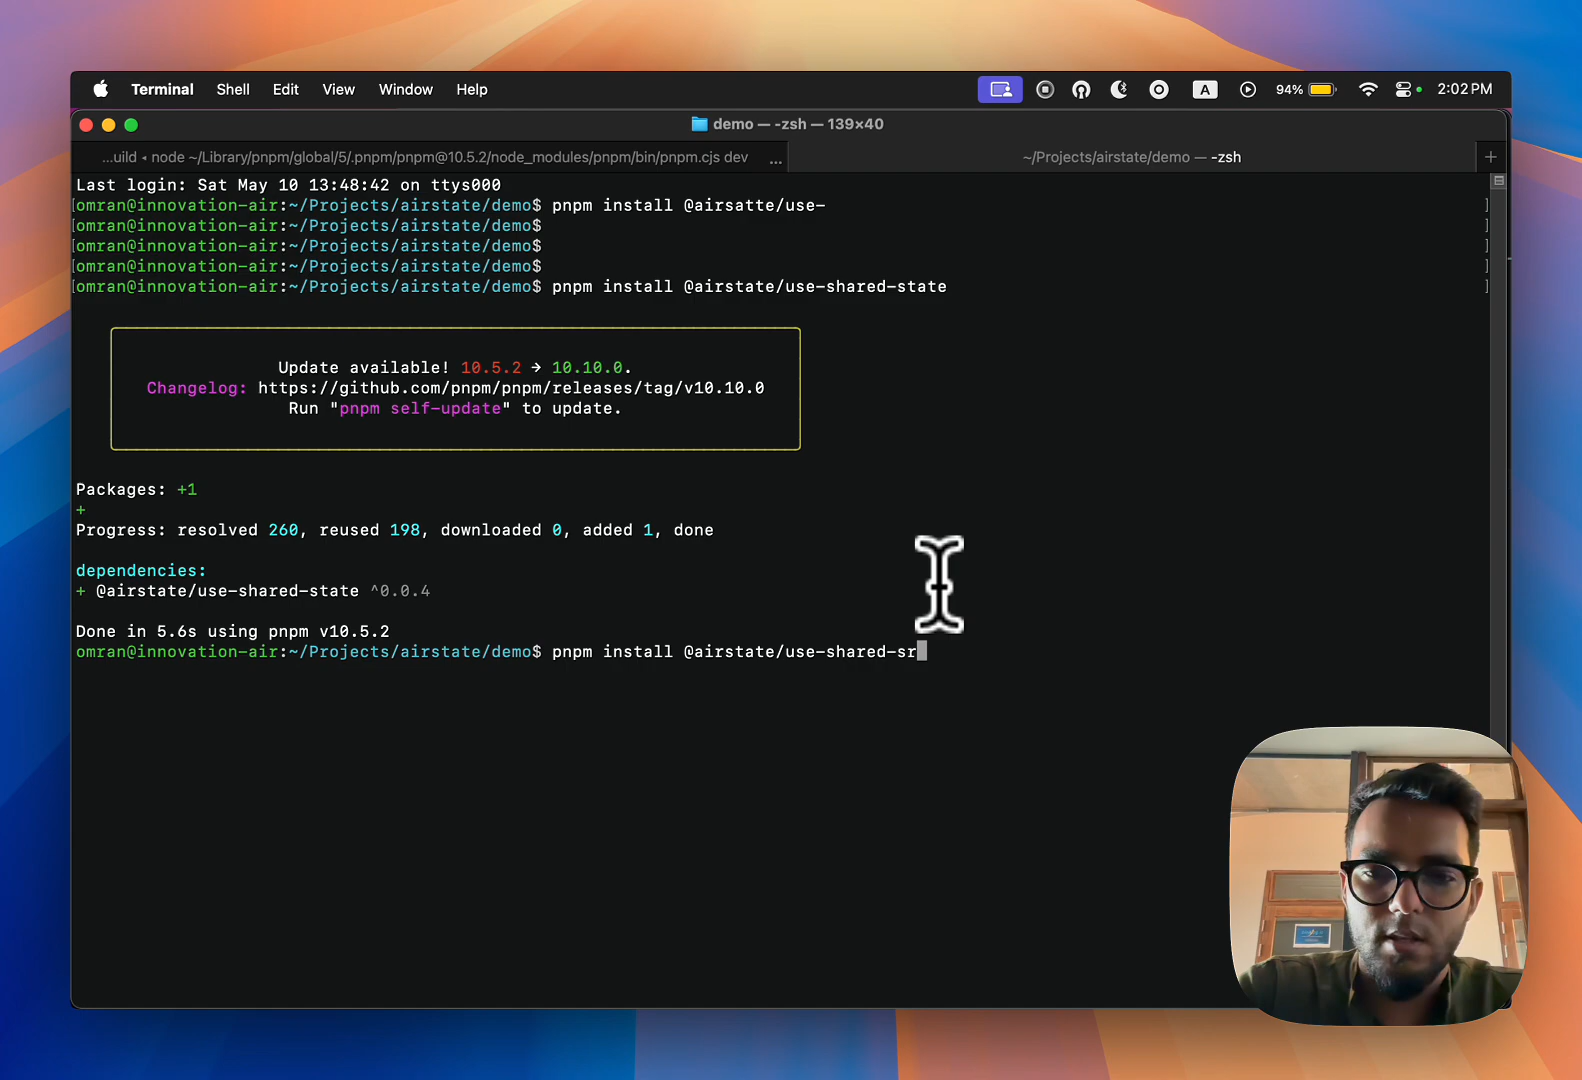 Terminal Shell Edit View Window Help A 94% 2:02 PM
demo — -zsh — 139×40
...uild ◂ node ~/Library/pnpm/global/5/.pnpm/pnpm@10.5.2/node_modules/pnpm/bin/pnpm.cjs dev ... ~/Projects/airstate/demo — -zsh +
Last login: Sat May 10 13:48:42 on ttys000
[omran@innovation-air:~/Projects/airstate/demo$ pnpm install @airsatte/use- ]
[omran@innovation-air:~/Projects/airstate/demo$ ]
[omran@innovation-air:~/Projects/airstate/demo$ ]
[omran@innovation-air:~/Projects/airstate/demo$ ]
[omran@innovation-air:~/Projects/airstate/demo$ pnpm install @airstate/use-shared-state ]
Update available! 10.5.2 → 10.10.0.
Changelog: https://github.com/pnpm/pnpm/releases/tag/v10.10.0
Run "pnpm self-update" to update.
Packages: +1
+
Progress: resolved 260, reused 198, downloaded 0, added 1, done
dependencies:
+ @airstate/use-shared-state ^0.0.4
Done in 5.6s using pnpm v10.5.2
omran@innovation-air:~/Projects/airstate/demo$ pnpm install @airstate/use-shared-sr